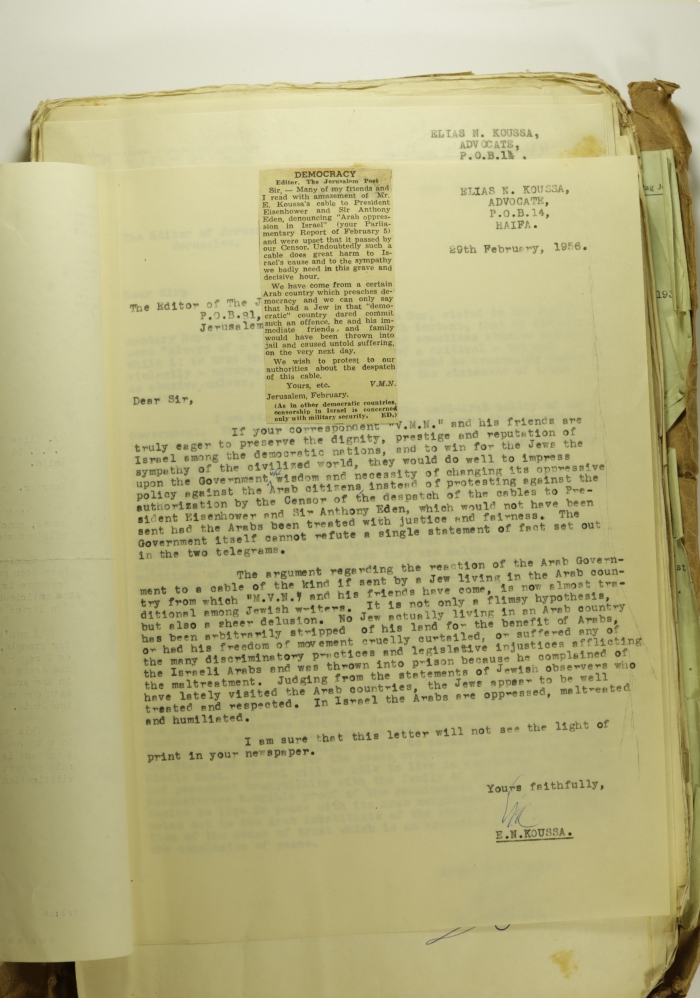 ELIAS N. KOUSSA,
ADVOCATE,
P.O.B.14 .
ELIAS N. KOUSSA,
ADVOCATE,
P.O.B.14,
HAIFA.
29th February, 1956.
DEMOCRACY
Editor, The Jerusalem Post
Sir, — Many of my friends and
I read with amazement of Mr.
E. Koussa's cable to President
Eisenhower and Sir Anthony
Eden, denouncing "Arab oppres-
sion in Israel" (your Parlia-
mentary Report of February 5)
and were upset that it passed by
our Censor. Undoubtedly such a
cable does great harm to Is-
rael's cause and to the sympathy
we badly need in this grave and
decisive hour.
We have come from a certain
Arab country which preaches de-
mocracy and we can only say
that had a Jew in that "demo-
cratic" country dared commit
such an offence, he and his im-
mediate friends and family
would have been thrown into
jail and caused untold suffering,
on the very next day.
We wish to protest to our
authorities about the despatch
of this cable.
Yours, etc. V.M.N.
Jerusalem, February.
(As in other democratic countries,
censorship in Israel is concerned
only with military security. ED.)
The Editor of The J
P.O.B.81,
Jerusalem
Dear Sir,
If your correspondent "V.M.N." and his friends are
truly eager to preserve the dignity, prestige and reputation of
Israel among the democratic nations, and to win for the Jews the
sympathy of the civilized world, they would do well to impress
upon the Government the wisdom and necessity of changing its oppressive
policy against the Arab citizens instead of protesting against the
authorization by the Censor of the despatch of the cables to Pre-
sident Eisenhower and Sir Anthony Eden, which would not have been
sent had the Arabs been treated with justice and fairness. The
Government itself cannot refute a single statement of fact set out
in the two telegrams.
The argument regarding the reaction of the Arab Govern-
ment to a cable of the kind if sent by a Jew living in the Arab coun-
try from which "M.V.N." and his friends have come, is now almost tra-
ditional among Jewish writers. It is not only a flimsy hypothesis,
but also a sheer delusion. No Jew actually living in an Arab country
has been arbitrarily stripped of his land for the benefit of Arabs,
or had his freedom of movement cruelly curtailed, or suffered any of
the many discriminatory practices and legislative injustices afflicting
the Israeli Arabs and was thrown into prison because he complained of
the maltreatment. Judging from the statements of Jewish observers who
have lately visited the Arab countries, the Jews appear to be well
treated and respected. In Israel the Arabs are oppressed, maltreated
and humiliated.
I am sure that this letter will not see the light of
print in your newspaper.
Yours faithfully,
E.N.KOUSSA.